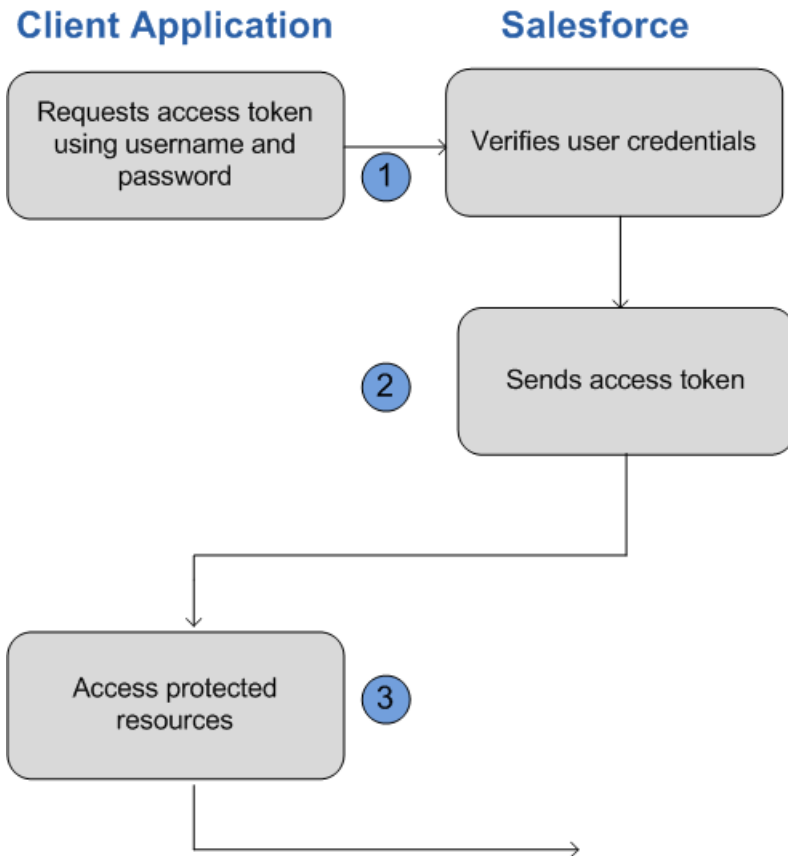 Client Application
Salesforce
Requests access token
using username and
password
Verifies user credentials
1
Sends access token
2
Access protected
resources
3